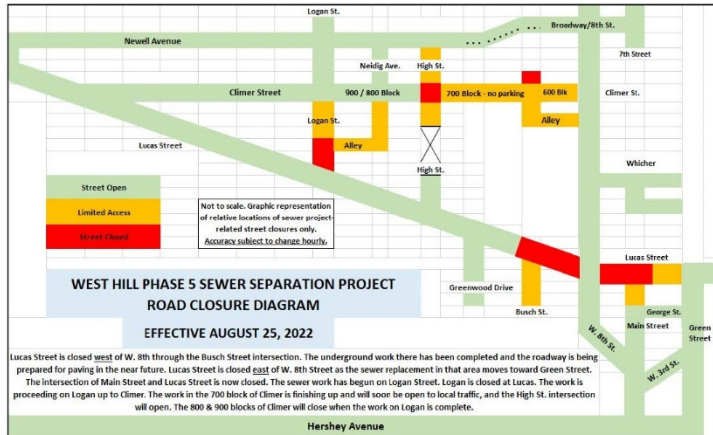 Logan St.
Broadway/8th St.
Newell Avenue
7th Street
Neidig Ave.
High St.
Climer Street
900 / 800 Block
700 Block - no parking
600 Blk
Climer St.
Logan St.
Alley
Alley
Lucas Street
Whicher
High St.
Street Open
Limited Access
Street Closed
Not to scale. Graphic representation
of relative locations of sewer project-
related street closures only.
Accuracy subject to change hourly.
Lucas Street
WEST HILL PHASE 5 SEWER SEPARATION PROJECT
ROAD CLOSURE DIAGRAM
EFFECTIVE AUGUST 25, 2022
Greenwood Drive
Busch St.
George St.
Main Street
Green
Street
W. 8th St.
W. 3rd St.
Lucas Street is closed west of W. 8th through the Busch Street intersection. The underground work there has been completed and the roadway is being
prepared for paving in the near future. Lucas Street is closed east of W. 8th Street as the sewer replacement in that area moves toward Green Street.
The intersection of Main Street and Lucas Street is now closed. The sewer work has begun on Logan Street. Logan is closed at Lucas. The work is
proceeding on Logan up to Climer. The work in the 700 block of Climer is finishing up and will soon be open to local traffic, and the High St. intersection
will open. The 800 & 900 blocks of Climer will close when the work on Logan is complete.
Hershey Avenue